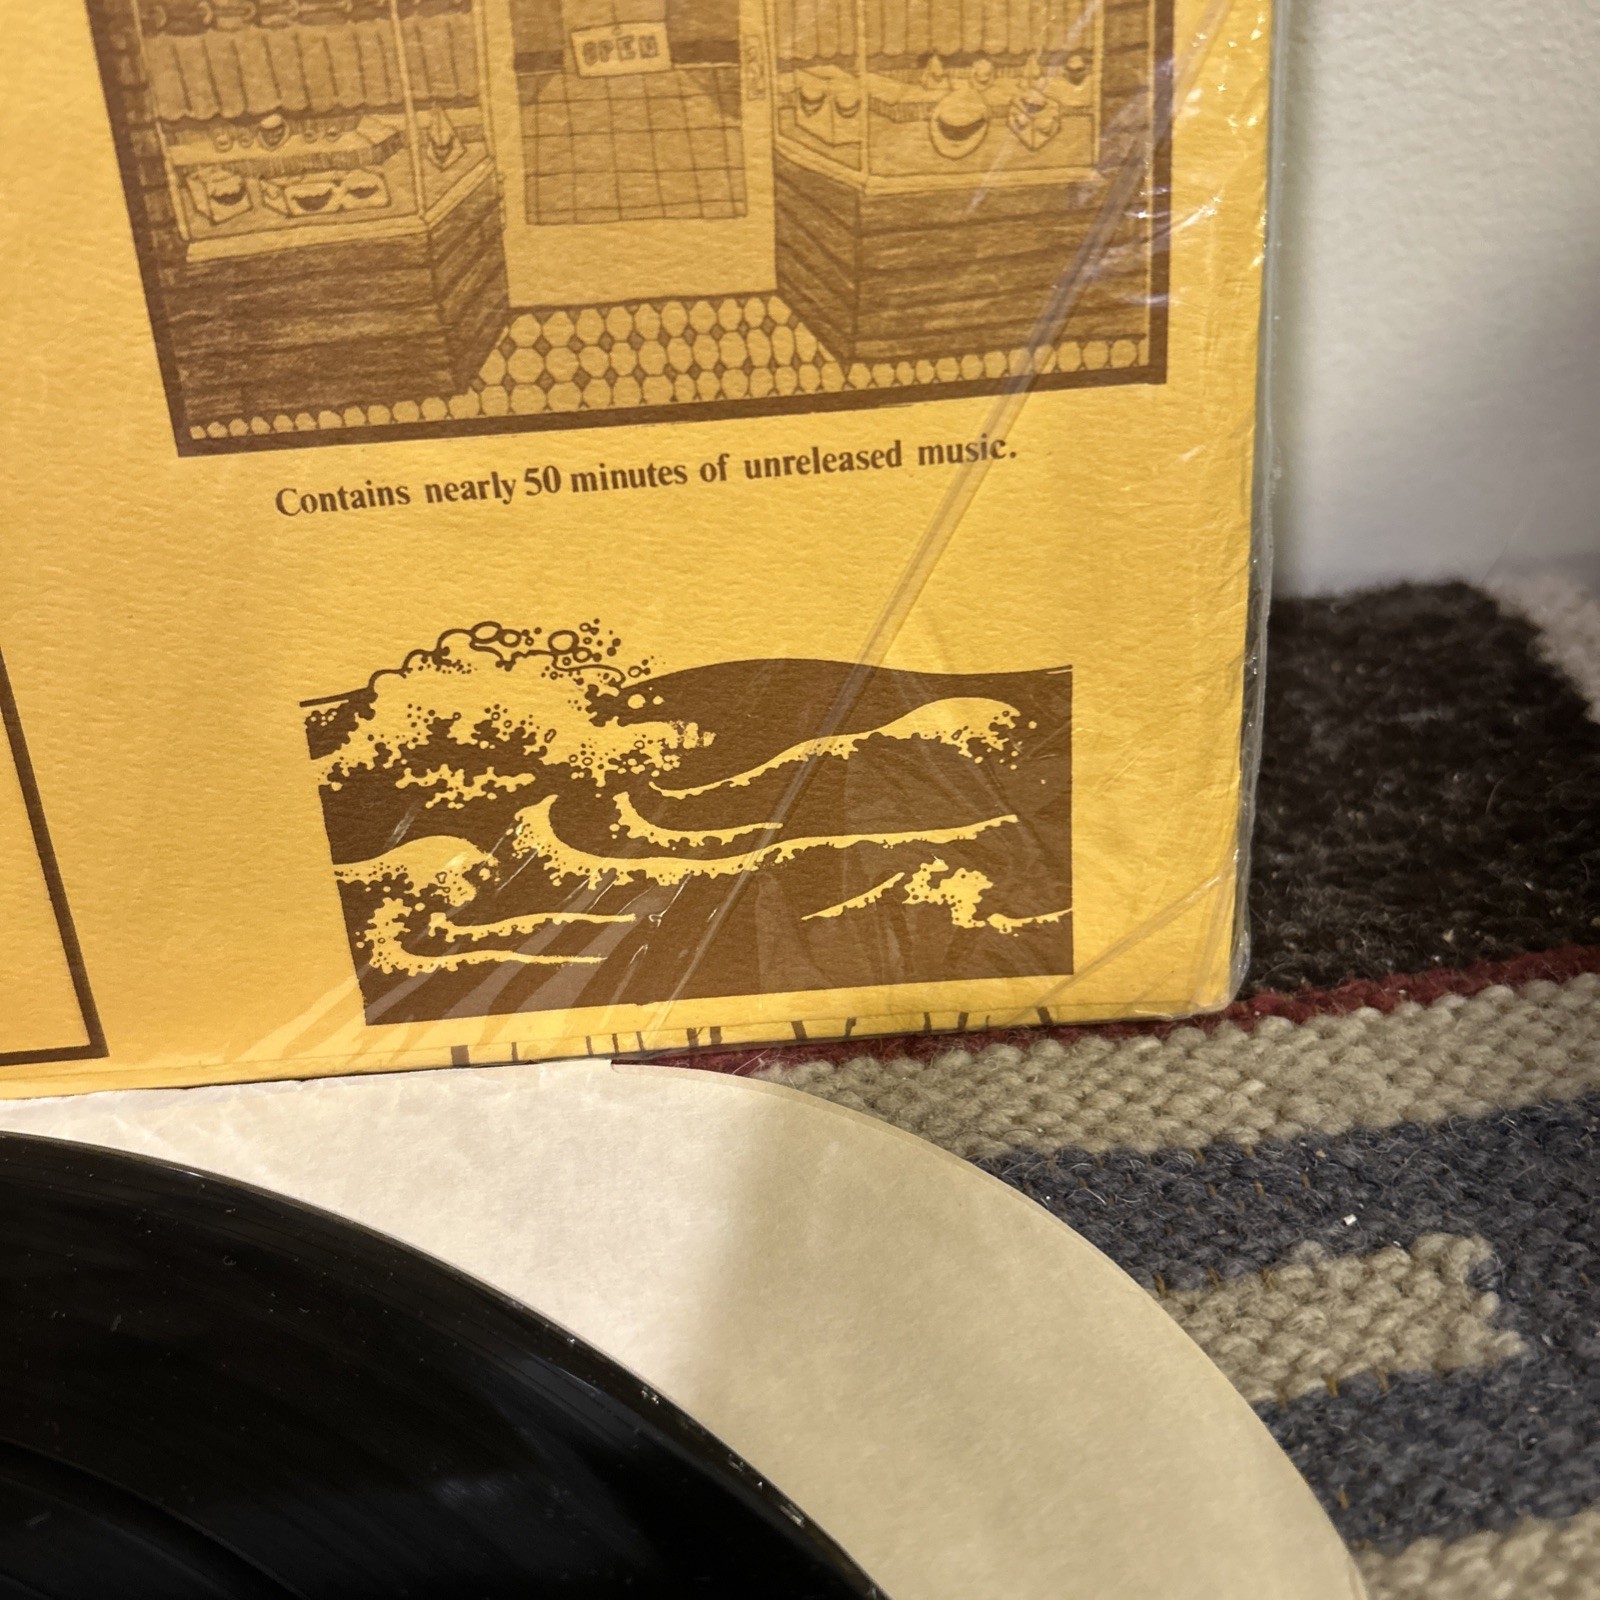 OPEN
Contains nearly 50 minutes of unreleased music.